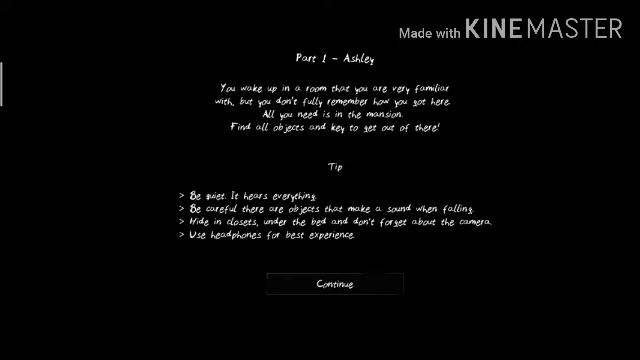 Made with KINEMASTER
Part 1 - Ashley
You wake up in a room that you are very familiar
with, but you don't fully remember how you got here.
All you need is in the mansion.
Find all objects and key to get out of there!
Tip
> Be quiet. It hears everything.
> Be careful there are objects that make a sound when falling.
> Hide in closets, under the bed and don't forget about the camera.
> Use headphones for best experience.
Continue